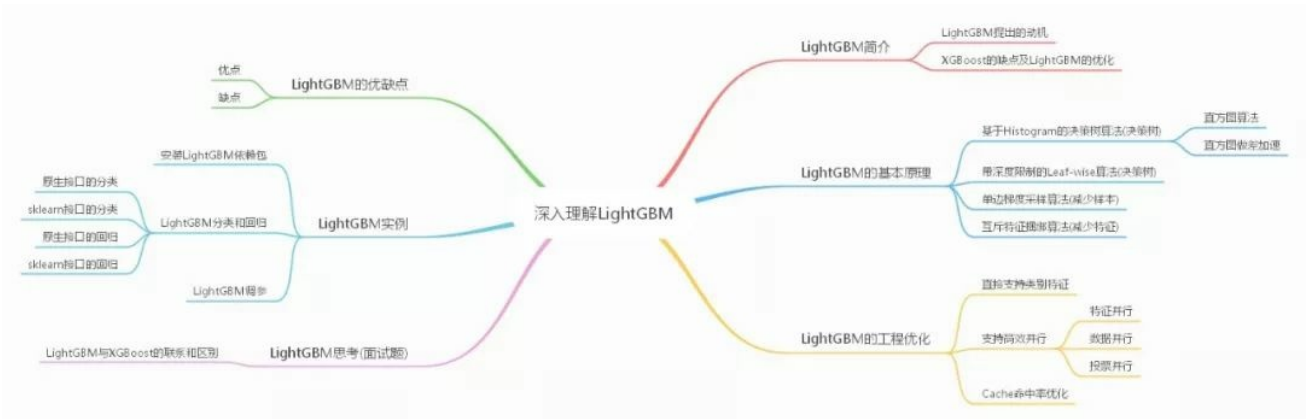 深入理解LightGBM
LightGBM简介
LightGBM提出的动机
XGBoost的缺点及LightGBM的优化
LightGBM的基本原理
基于Histogram的决策树算法(决策树)
直方图算法
直方图做差加速
带深度限制的Leaf-wise算法(决策树)
单边梯度采样算法(减少样本)
互斥特征捆绑算法(减少特征)
LightGBM的工程优化
直接支持类别特征
支持高效并行
特征并行
数据并行
投票并行
Cache命中率优化
LightGBM的优缺点
优点
缺点
LightGBM实例
安装LightGBM依赖包
LightGBM分类和回归
原生接口的分类
sklearn接口的分类
原生接口的回归
sklearn接口的回归
LightGBM调参
LightGBM思考(面试题)
LightGBM与XGBoost的联系和区别